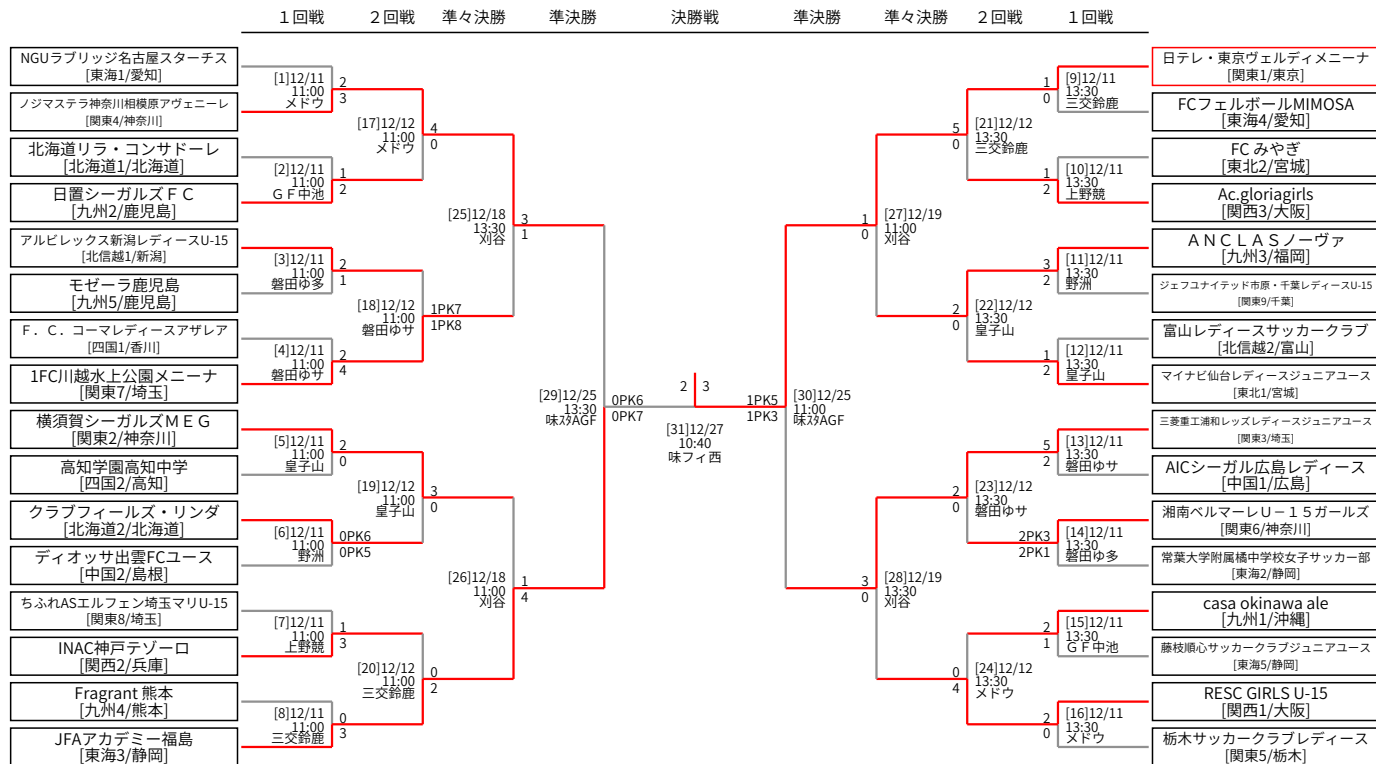 １回戦 ２回戦 準々決勝 準決勝 決勝戦 準決勝 準々決勝 ２回戦 １回戦
NGUラブリッジ名古屋スターチス
[東海1/愛知]
ノジマステラ神奈川相模原アヴェニーレ
[関東4/神奈川]
北海道リラ・コンサドーレ
[北海道1/北海道]
日置シーガルズＦＣ
[九州2/鹿児島]
アルビレックス新潟レディースU-15
[北信越1/新潟]
モゼーラ鹿児島
[九州5/鹿児島]
Ｆ．Ｃ．コーマレディースアザレア
[四国1/香川]
1FC川越水上公園メニーナ
[関東7/埼玉]
横須賀シーガルズＭＥＧ
[関東2/神奈川]
高知学園高知中学
[四国2/高知]
クラブフィールズ・リンダ
[北海道2/北海道]
ディオッサ出雲FCユース
[中国2/島根]
ちふれASエルフェン埼玉マリU-15
[関東8/埼玉]
INAC神戸テゾーロ
[関西2/兵庫]
Fragrant 熊本
[九州4/熊本]
JFAアカデミー福島
[東海3/静岡]
[1]12/11
11:00
メドウ
2
3
[2]12/11
11:00
ＧＦ中池
1
2
[3]12/11
11:00
磐田ゆ多
2
1
[4]12/11
11:00
磐田ゆサ
2
4
[5]12/11
11:00
皇子山
2
0
[6]12/11
11:00
野洲
0PK6
0PK5
[7]12/11
11:00
上野競
1
3
[8]12/11
11:00
三交鈴鹿
0
3
[17]12/12
11:00
メドウ
4
0
[18]12/12
11:00
磐田ゆサ
1PK7
1PK8
[19]12/12
11:00
皇子山
3
0
[20]12/12
11:00
三交鈴鹿
0
2
[25]12/18
13:30
刈谷
3
1
[26]12/18
11:00
刈谷
1
4
[29]12/25
13:30
味スタAGF
0PK6
0PK7
2 3
[31]12/27
10:40
味フィ西
1PK5
1PK3
[30]12/25
11:00
味スタAGF
1
0
[27]12/19
11:00
刈谷
3
0
[28]12/19
13:30
刈谷
5
0
[21]12/12
13:30
三交鈴鹿
2
0
[22]12/12
13:30
皇子山
2
0
[23]12/12
13:30
磐田ゆサ
0
4
[24]12/12
13:30
メドウ
1
0
[9]12/11
13:30
三交鈴鹿
1
2
[10]12/11
13:30
上野競
3
2
[11]12/11
13:30
野洲
1
2
[12]12/11
13:30
皇子山
5
2
[13]12/11
13:30
磐田ゆサ
2PK3
2PK1
[14]12/11
13:30
磐田ゆ多
2
1
[15]12/11
13:30
ＧＦ中池
2
0
[16]12/11
13:30
メドウ
日テレ・東京ヴェルディメニーナ
[関東1/東京]
FCフェルボールMIMOSA
[東海4/愛知]
FC みやぎ
[東北2/宮城]
Ac.gloriagirls
[関西3/大阪]
ＡＮＣＬＡＳノーヴァ
[九州3/福岡]
ジェフユナイテッド市原・千葉レディースU-15
[関東9/千葉]
富山レディースサッカークラブ
[北信越2/富山]
マイナビ仙台レディースジュニアユース
[東北1/宮城]
三菱重工浦和レッズレディースジュニアユース
[関東3/埼玉]
AICシーガル広島レディース
[中国1/広島]
湘南ベルマーレＵ－１５ガールズ
[関東6/神奈川]
常葉大学附属橘中学校女子サッカー部
[東海2/静岡]
casa okinawa ale
[九州1/沖縄]
藤枝順心サッカークラブジュニアユース
[東海5/静岡]
RESC GIRLS U-15
[関西1/大阪]
栃木サッカークラブレディース
[関東5/栃木]